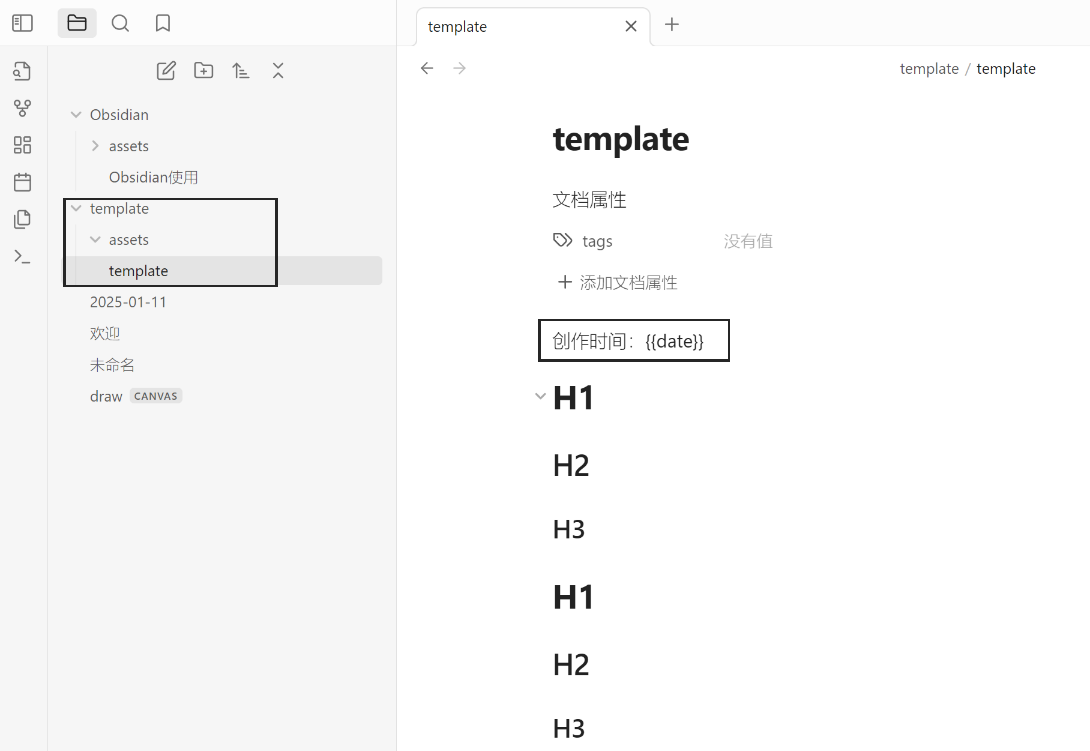 template
template / template
Obsidian
assets
Obsidian使用
template
assets
template
2025-01-11
欢迎
未命名
draw CANVAS
template
文档属性
tags 没有值
添加文档属性
创作时间：{{date}}
H1
H2
H3
H1
H2
H3